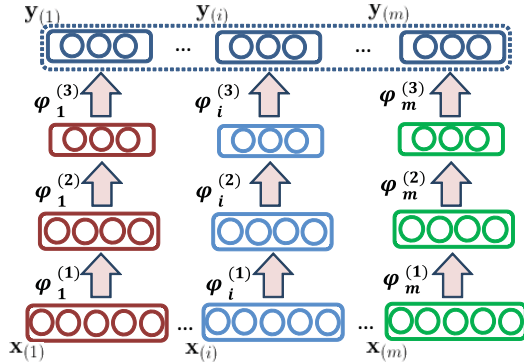 𝐲₍₁₎ 𝐲₍ᵢ₎ 𝐲₍ₘ₎
... ...
𝝋₁⁽³⁾ 𝝋ᵢ⁽³⁾ 𝝋ₘ⁽³⁾
𝝋₁⁽²⁾ 𝝋ᵢ⁽²⁾ 𝝋ₘ⁽²⁾
𝝋₁⁽¹⁾ 𝝋ᵢ⁽¹⁾ 𝝋ₘ⁽¹⁾
... ...
𝐱₍₁₎ 𝐱₍ᵢ₎ 𝐱₍ₘ₎